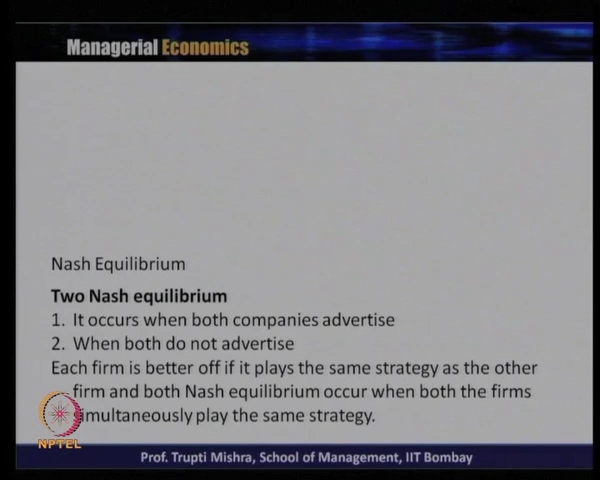 Managerial Economics
Nash Equilibrium
Two Nash equilibrium
1. It occurs when both companies advertise
2. When both do not advertise
Each firm is better off if it plays the same strategy as the other
firm and both Nash equilibrium occur when both the firms
simultaneously play the same strategy.
NPTEL
Prof. Trupti Mishra, School of Management, IIT Bombay